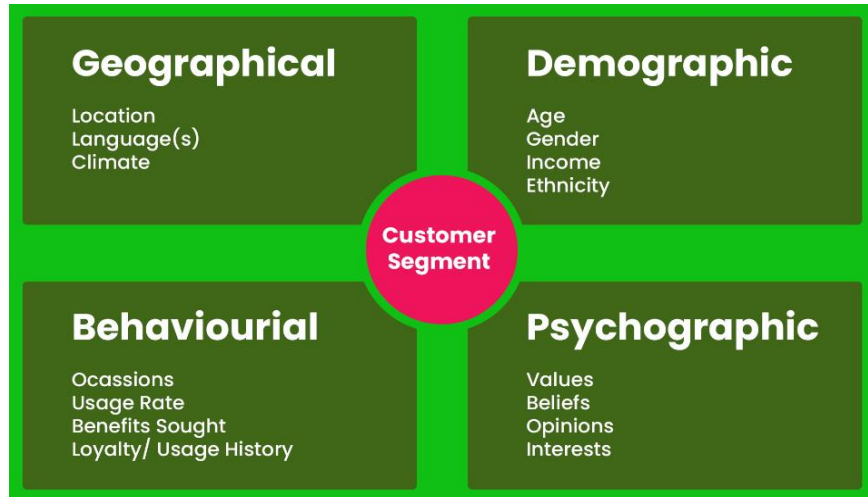 Geographical
Location
Language(s)
Climate
Demographic
Age
Gender
Income
Ethnicity
Customer
Segment
Behaviourial
Ocassions
Usage Rate
Benefits Sought
Loyalty/ Usage History
Psychographic
Values
Beliefs
Opinions
Interests